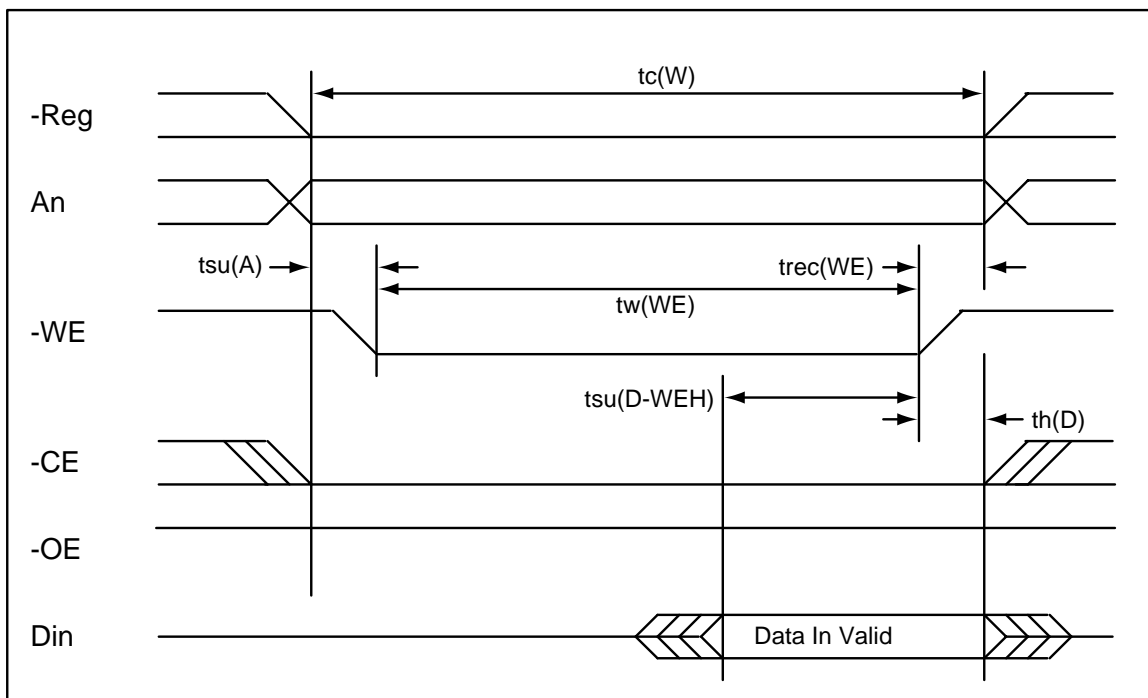 tc(W)
-Reg
An
tsu(A)
trec(WE)
tw(WE)
-WE
tsu(D-WEH)
th(D)
-CE
-OE
Din
Data In Valid